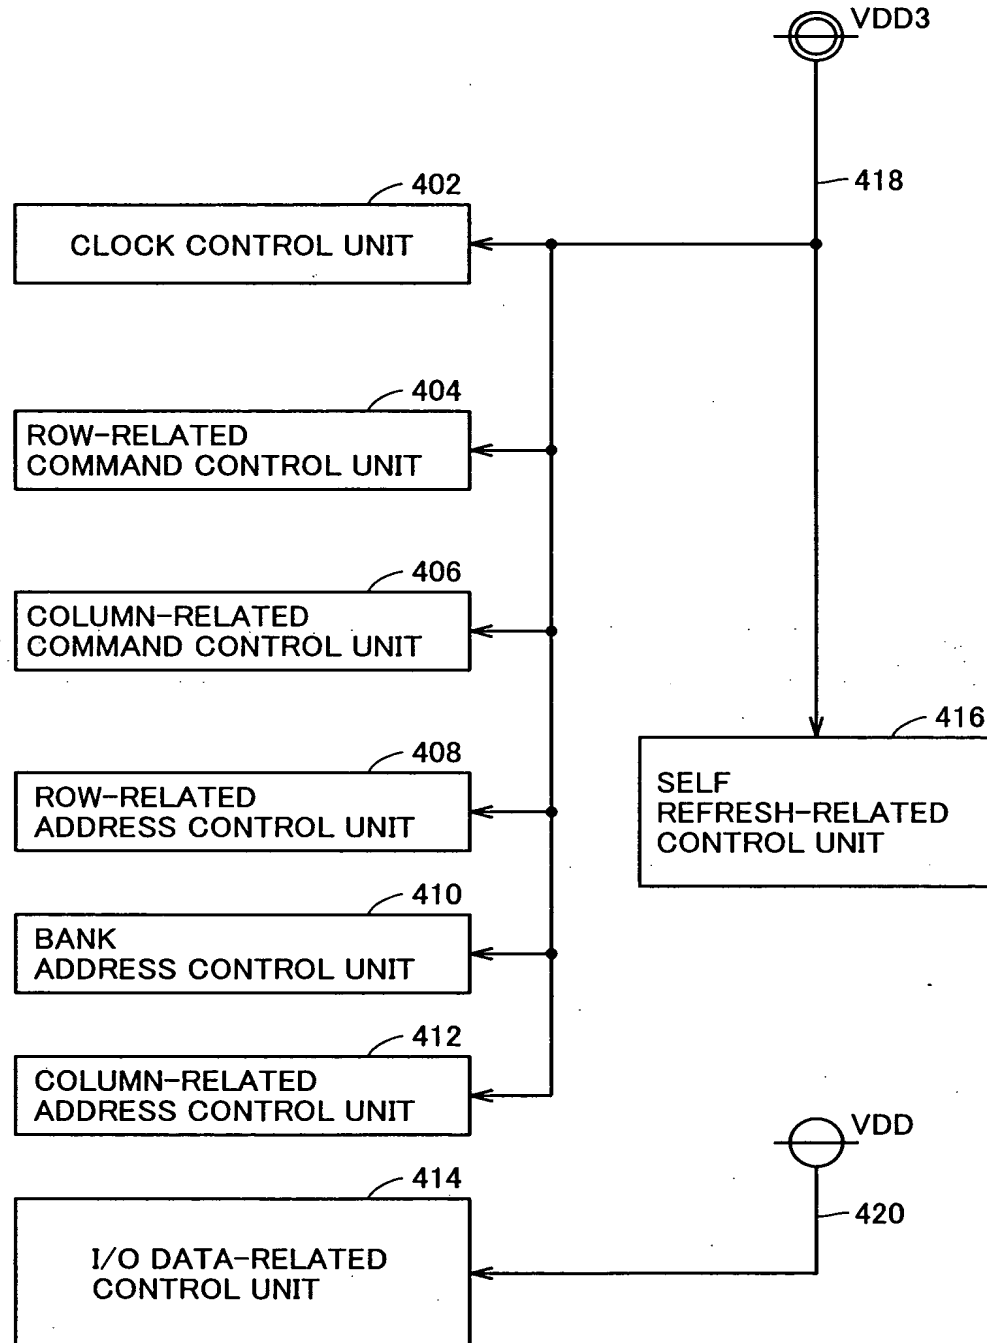 VDD3
418
402
CLOCK CONTROL UNIT
404
ROW-RELATED
COMMAND CONTROL UNIT
406
COLUMN-RELATED
COMMAND CONTROL UNIT
416
SELF
REFRESH-RELATED
CONTROL UNIT
408
ROW-RELATED
ADDRESS CONTROL UNIT
410
BANK
ADDRESS CONTROL UNIT
412
COLUMN-RELATED
ADDRESS CONTROL UNIT
VDD
420
414
I/O DATA-RELATED
CONTROL UNIT